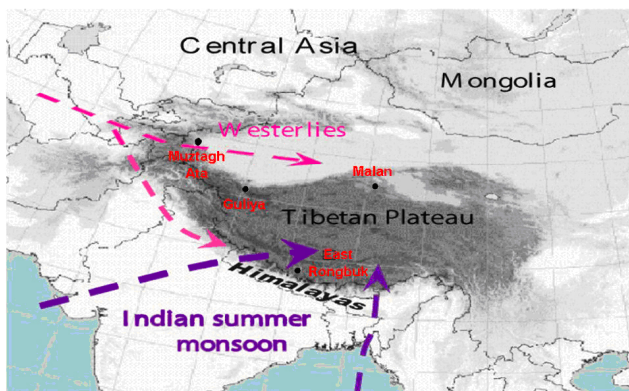 Central Asia
Mongolia
Westerlies
Muztagh
Ata
Malan
Guliya
Tibetan Plateau
East
Rongbuk
Himalayas
Indian summer
monsoon